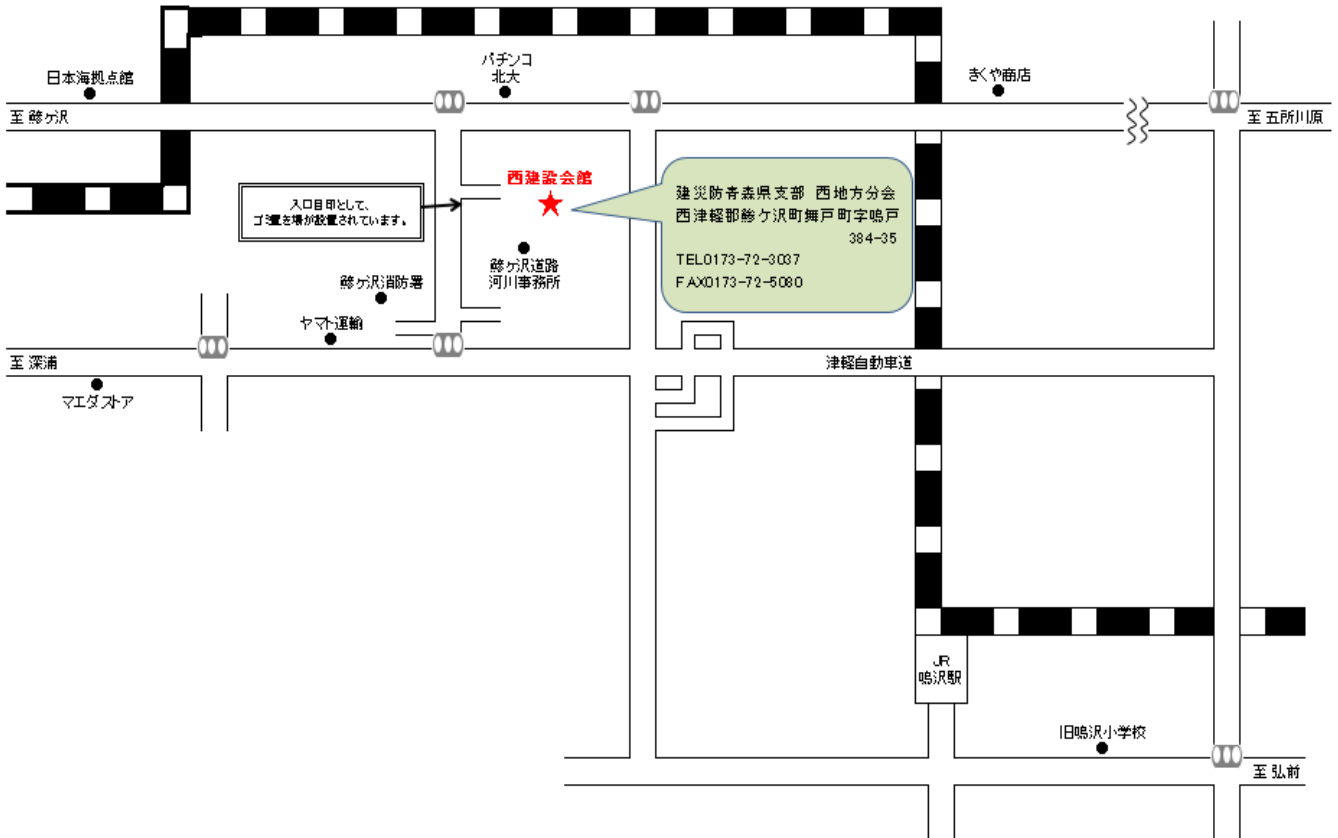 日本海拠点館
パチンコ
北大
きくや商店
至 鰺ヶ沢
至 五所川原
西建設会館
入口目印として、
ゴミ置き場が設置されています。
建災防青森県支部 西地方分会
西津軽郡鰺ケ沢町舞戸町字鳴戸
384-35
TEL0173-72-3037
FAX0173-72-5080
鰺ヶ沢道路
河川事務所
鰺ヶ沢消防署
ヤマト運輸
至 深浦
津軽自動車道
マエダストア
JR
鳴沢駅
旧鳴沢小学校
至 弘前